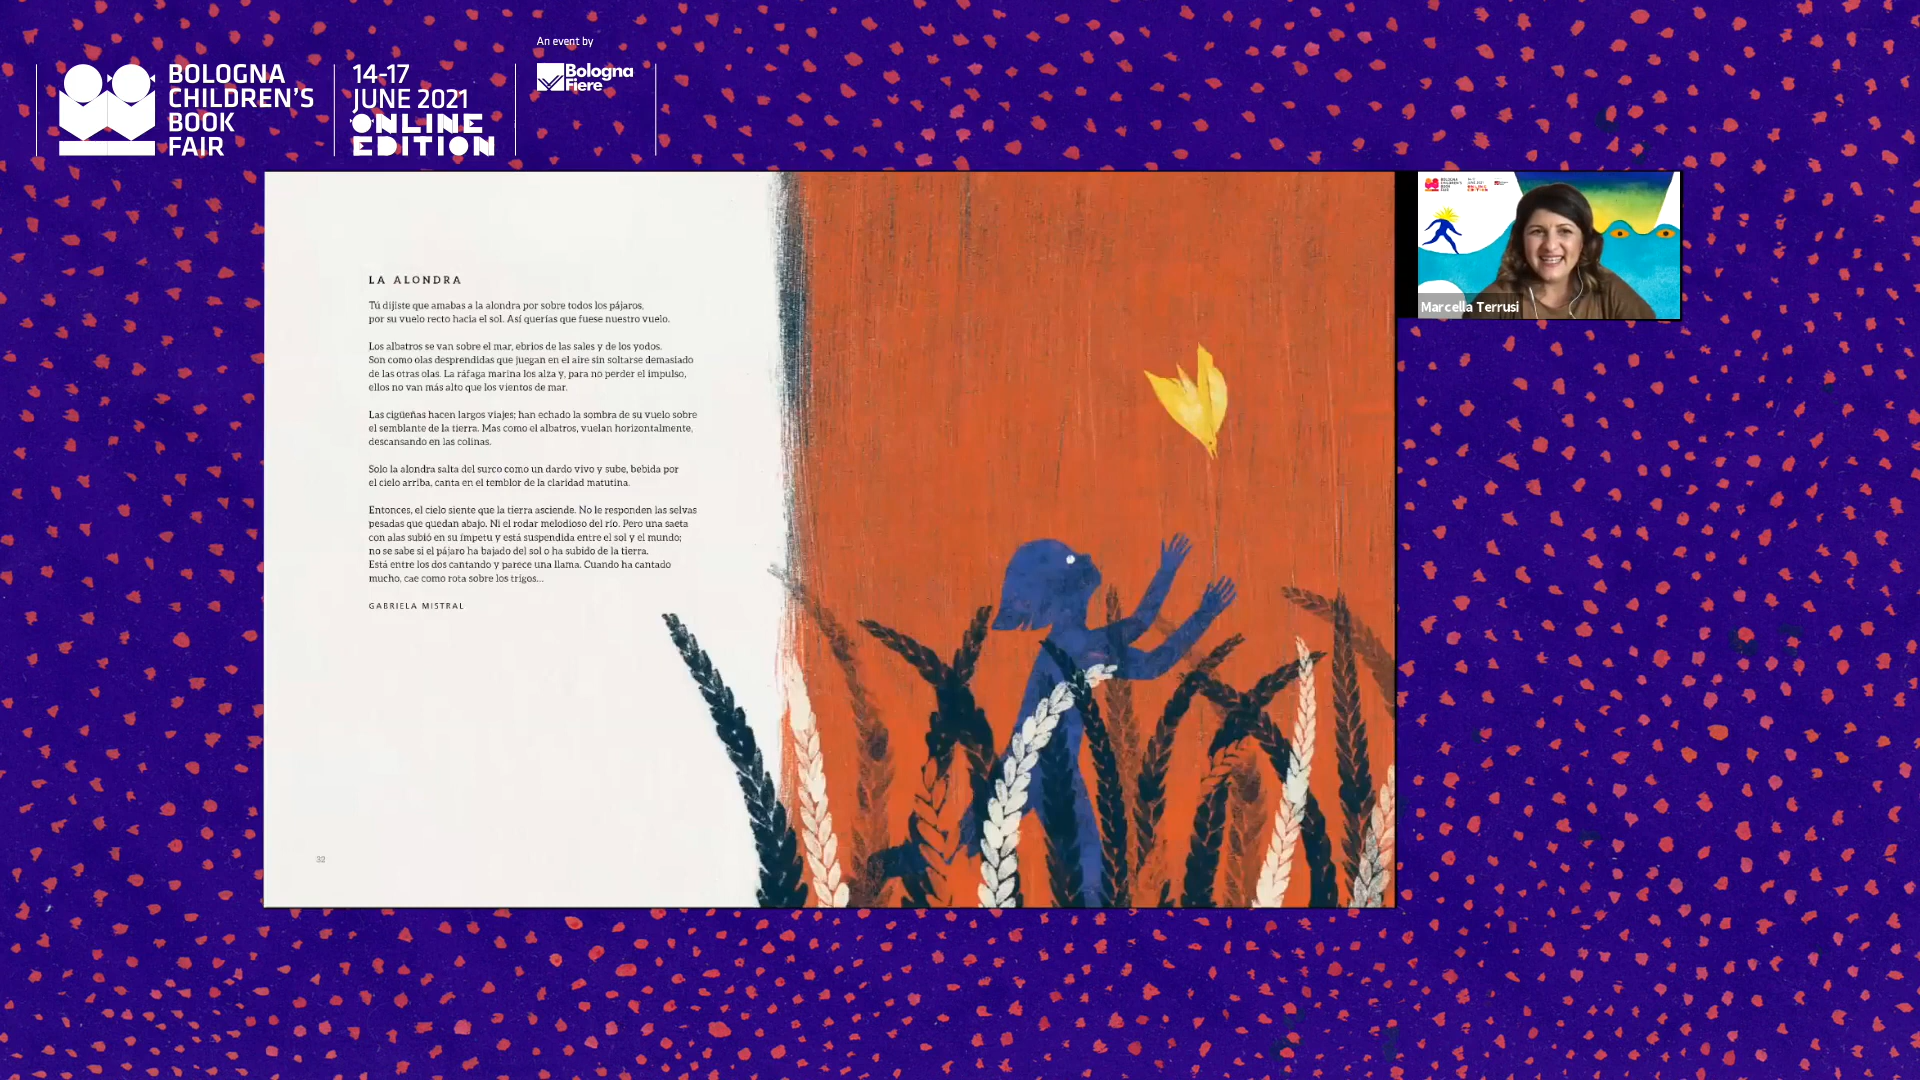 An event by
BOLOGNA
CHILDREN'S
BOOK
FAIR
14-17
JUNE 2021
ONLINE
EDITION
Bologna
Fiere
LA ALONDRA
Tú dijiste que amabas a la alondra por sobre todos los pájaros,
por su vuelo recto hacia el sol. Así querías que fuese nuestro vuelo.
Los albatros se van sobre el mar, ebrios de las sales y de los yodos.
Son como olas desprendidas que juegan en el aire sin soltarse demasiado
de las otras olas. La ráfaga marina los alza y, para no perder el impulso,
ellos no van más alto que los vientos de mar.
Las cigüeñas hacen largos viajes; han echado la sombra de su vuelo sobre
el semblante de la tierra. Mas como el albatros, vuelan horizontalmente,
descansando en las colinas.
Solo la alondra salta del surco como un dardo vivo y sube, bebida por
el cielo arriba, canta en el temblor de la claridad matutina.
Entonces, el cielo siente que la tierra asciende. No le responden las selvas
pesadas que quedan abajo. Ni el rodar melodioso del río. Pero una saeta
con alas subió en su ímpetu y está suspendida entre el sol y el mundo;
no se sabe si el pájaro ha bajado del sol o ha subido de la tierra.
Está entre los dos cantando y parece una llama. Cuando ha cantado
mucho, cae como rota sobre los trigos...
GABRIELA MISTRAL
32
BOLOGNA
CHILDREN'S
BOOK
FAIR
Marcella Terrusi